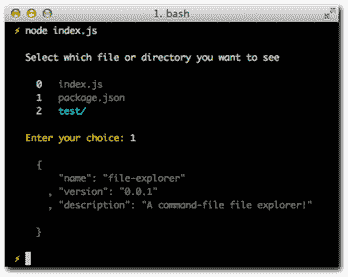 1. bash
⚡ node index.js
Select which file or directory you want to see
0 index.js
1 package.json
2 test/
Enter your choice: 1
{
"name": "file-explorer"
, "version": "0.0.1"
, "description": "A command-file file explorer!"
}
⚡